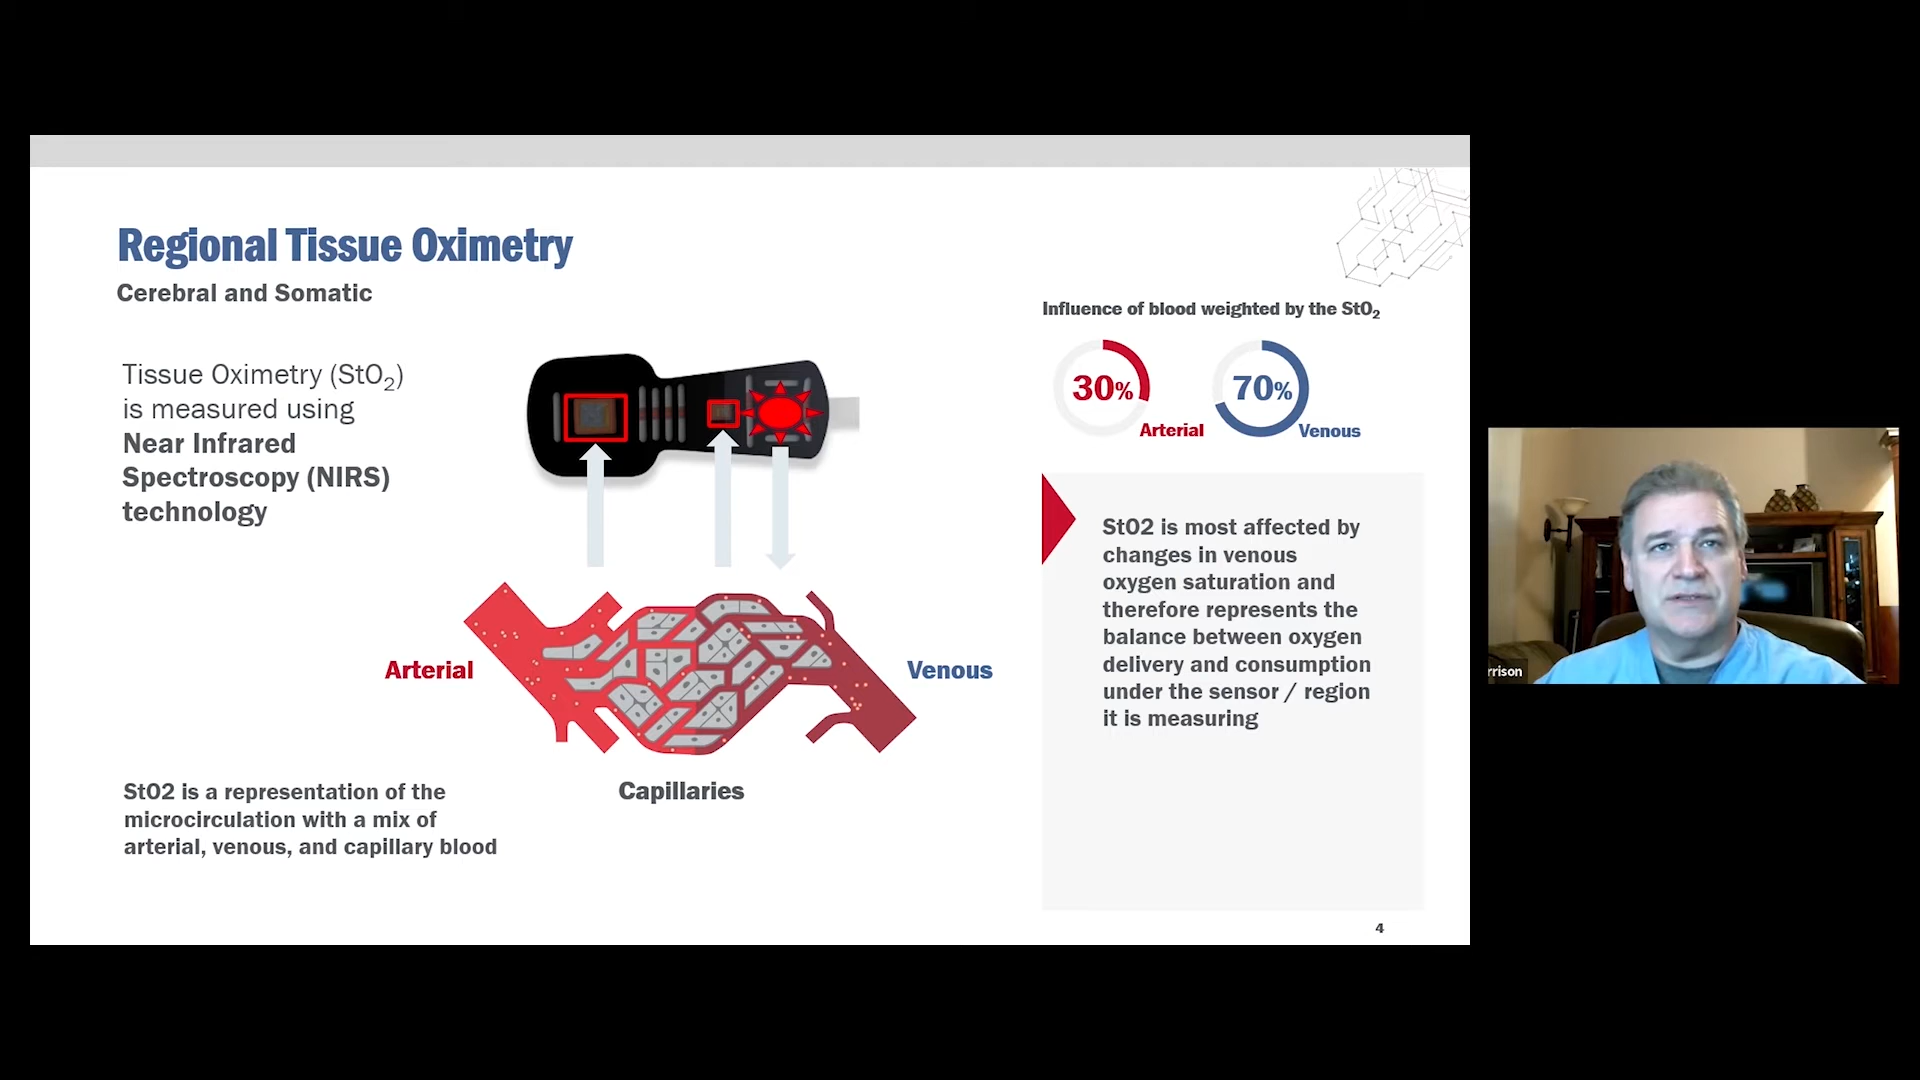 Regional Tissue Oximetry
Cerebral and Somatic
Tissue Oximetry (StO₂)
is measured using
Near Infrared
Spectroscopy (NIRS)
technology
Arterial
Venous
Capillaries
StO2 is a representation of the
microcirculation with a mix of
arterial, venous, and capillary blood
Influence of blood weighted by the StO₂
30%
Arterial
70%
Venous
StO2 is most affected by
changes in venous
oxygen saturation and
therefore represents the
balance between oxygen
delivery and consumption
under the sensor / region
it is measuring
4
rrison